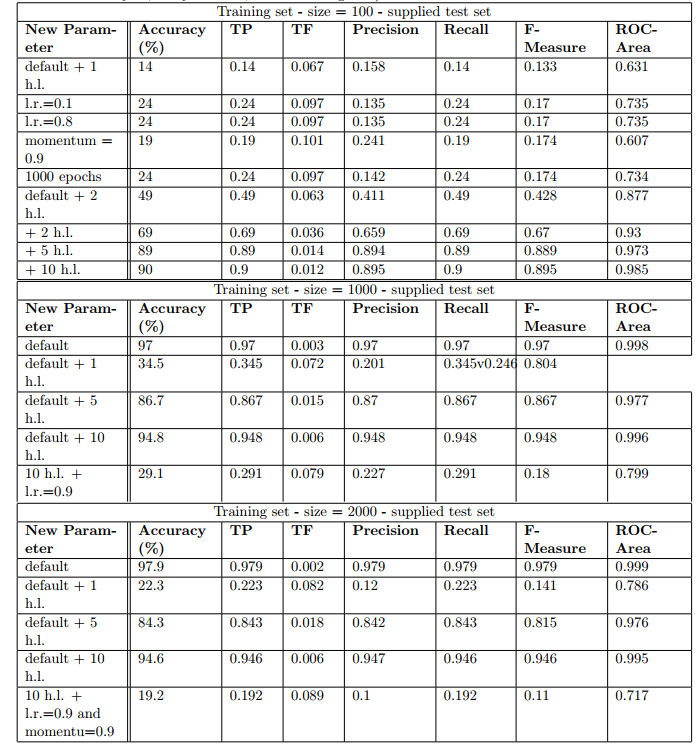 Training set - size = 100 - supplied test set
New Param- Accuracy TP TF Precision Recall F- ROC-
eter (%) Measure Area
default + 1 14 0.14 0.067 0.158 0.14 0.133 0.631
h.l.
l.r.=0.1 24 0.24 0.097 0.135 0.24 0.17 0.735
l.r.=0.8 24 0.24 0.097 0.135 0.24 0.17 0.735
momentum = 19 0.19 0.101 0.241 0.19 0.174 0.607
0.9
1000 epochs 24 0.24 0.097 0.142 0.24 0.174 0.734
default + 2 49 0.49 0.063 0.411 0.49 0.428 0.877
h.l.
+ 2 h.l. 69 0.69 0.036 0.659 0.69 0.67 0.93
+ 5 h.l. 89 0.89 0.014 0.894 0.89 0.889 0.973
+ 10 h.l. 90 0.9 0.012 0.895 0.9 0.895 0.985
Training set - size = 1000 - supplied test set
New Param- Accuracy TP TF Precision Recall F- ROC-
eter (%) Measure Area
default 97 0.97 0.003 0.97 0.97 0.97 0.998
default + 1 34.5 0.345 0.072 0.201 0.345v0.246 0.804
h.l.
default + 5 86.7 0.867 0.015 0.87 0.867 0.867 0.977
h.l.
default + 10 94.8 0.948 0.006 0.948 0.948 0.948 0.996
h.l.
10 h.l. + 29.1 0.291 0.079 0.227 0.291 0.18 0.799
l.r.=0.9
Training set - size = 2000 - supplied test set
New Param- Accuracy TP TF Precision Recall F- ROC-
eter (%) Measure Area
default 97.9 0.979 0.002 0.979 0.979 0.979 0.999
default + 1 22.3 0.223 0.082 0.12 0.223 0.141 0.786
h.l.
default + 5 84.3 0.843 0.018 0.842 0.843 0.815 0.976
h.l.
default + 10 94.6 0.946 0.006 0.947 0.946 0.946 0.995
h.l.
10 h.l. + 19.2 0.192 0.089 0.1 0.192 0.11 0.717
l.r.=0.9 and
momentu=0.9